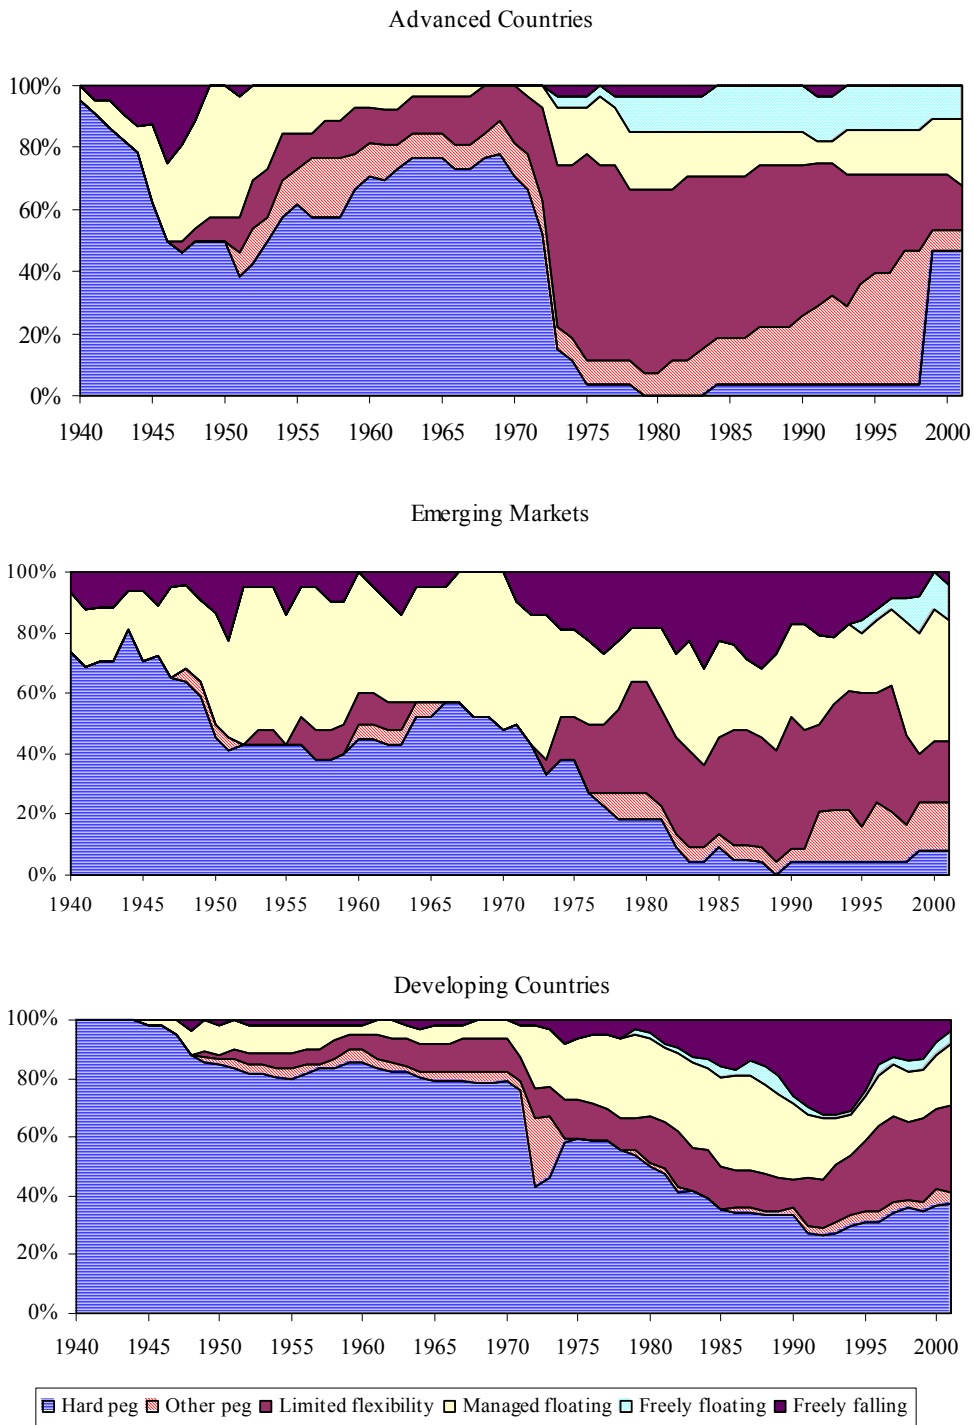 Advanced Countries
100%
80%
60%
40%
20%
0%
1940 1945 1950 1955 1960 1965 1970 1975 1980 1985 1990 1995 2000
Emerging Markets
100%
80%
60%
40%
20%
0%
1940 1945 1950 1955 1960 1965 1970 1975 1980 1985 1990 1995 2000
Developing Countries
100%
80%
60%
40%
20%
0%
1940 1945 1950 1955 1960 1965 1970 1975 1980 1985 1990 1995 2000
Hard peg Other peg Limited flexibility Managed floating Freely floating Freely falling